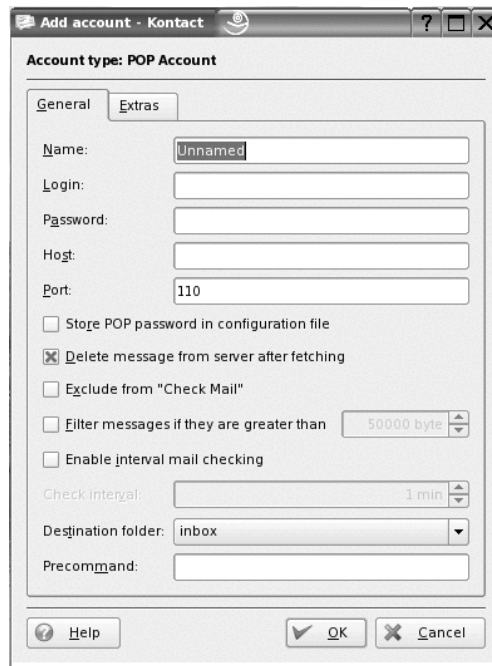 Add account - Kontact
Account type: POP Account
General Extras
Name: Unnamed
Login:
Password:
Host:
Port: 110
Store POP password in configuration file
Delete message from server after fetching
Exclude from "Check Mail"
Filter messages if they are greater than 50000 byte
Enable interval mail checking
Check interval: 1 min
Destination folder: inbox
Precommand:
Help OK Cancel